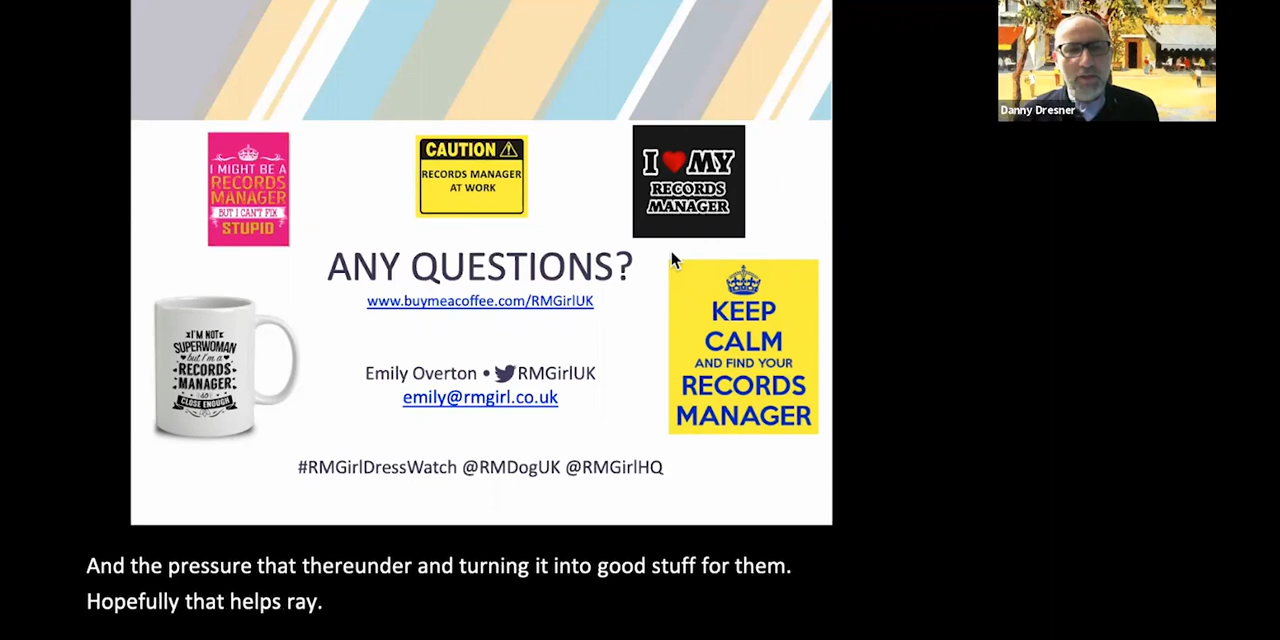 Danny Dresner
I MIGHT BE A
RECORDS
MANAGER
BUT I CAN'T FIX
STUPID
CAUTION
RECORDS MANAGER
AT WORK
I ❤ MY
RECORDS
MANAGER
ANY QUESTIONS?
www.buymeacoffee.com/RMGirlUK
I'M NOT
SUPERWOMAN
but I'm a
RECORDS
MANAGER
SO
CLOSE ENOUGH
Emily Overton • RMGirlUK
emily@rmgirl.co.uk
KEEP
CALM
AND FIND YOUR
RECORDS
MANAGER
#RMGirlDressWatch @RMDogUK @RMGirlHQ
And the pressure that thereunder and turning it into good stuff for them.
Hopefully that helps ray.